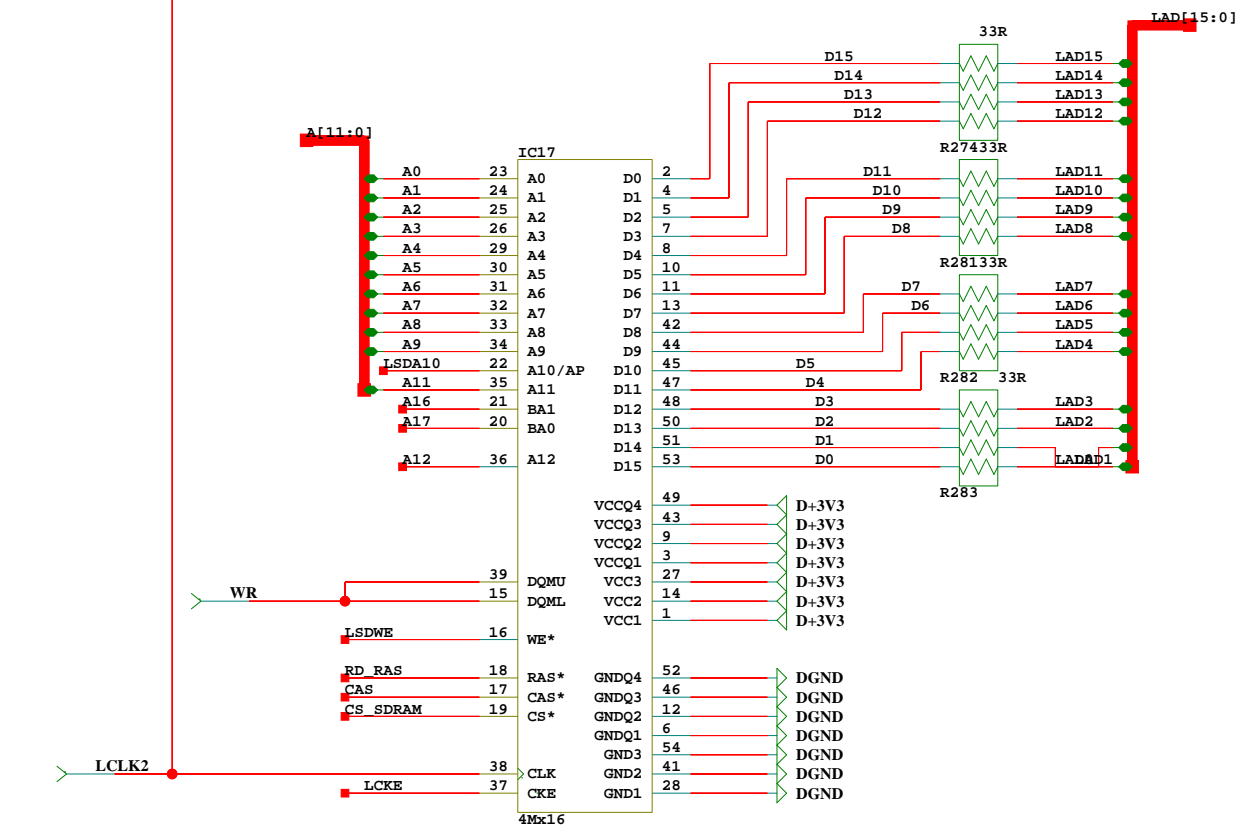 LAD[15:0]
33R
D15 LAD15
D14 LAD14
D13 LAD13
D12 LAD12
A[11:0]
R27433R
IC17
A0 23 A0 D0 2 D11 LAD11
A1 24 A1 D1 4 D10 LAD10
A2 25 A2 D2 5 D9 LAD9
A3 26 A3 D3 7 D8 LAD8
A4 29 A4 D4 8
R28133R
A5 30 A5 D5 10
A6 31 A6 D6 11 D7 LAD7
A7 32 A7 D7 13 D6 LAD6
A8 33 A8 D8 42 LAD5
A9 34 A9 D9 44 LAD4
LSDA10 22 A10/AP D10 45 D5
R282 33R
A11 35 A11 D11 47 D4
A16 21 BA1 D12 48 D3 LAD3
A17 20 BA0 D13 50 D2 LAD2
D14 51 D1
A12 36 A12 D15 53 D0 LAD0 LAD1
R283
VCCQ4 49 D+3V3
VCCQ3 43 D+3V3
VCCQ2 9 D+3V3
VCCQ1 3 D+3V3
39 DQMU VCC3 27 D+3V3
WR 15 DQML VCC2 14 D+3V3
VCC1 1 D+3V3
LSDWE 16 WE*
RD_RAS 18 RAS* GNDQ4 52 DGND
CAS 17 CAS* GNDQ3 46 DGND
CS_SDRAM 19 CS* GNDQ2 12 DGND
GNDQ1 6 DGND
GND3 54 DGND
LCLK2 38 CLK GND2 41 DGND
LCKE 37 CKE GND1 28 DGND
4Mx16